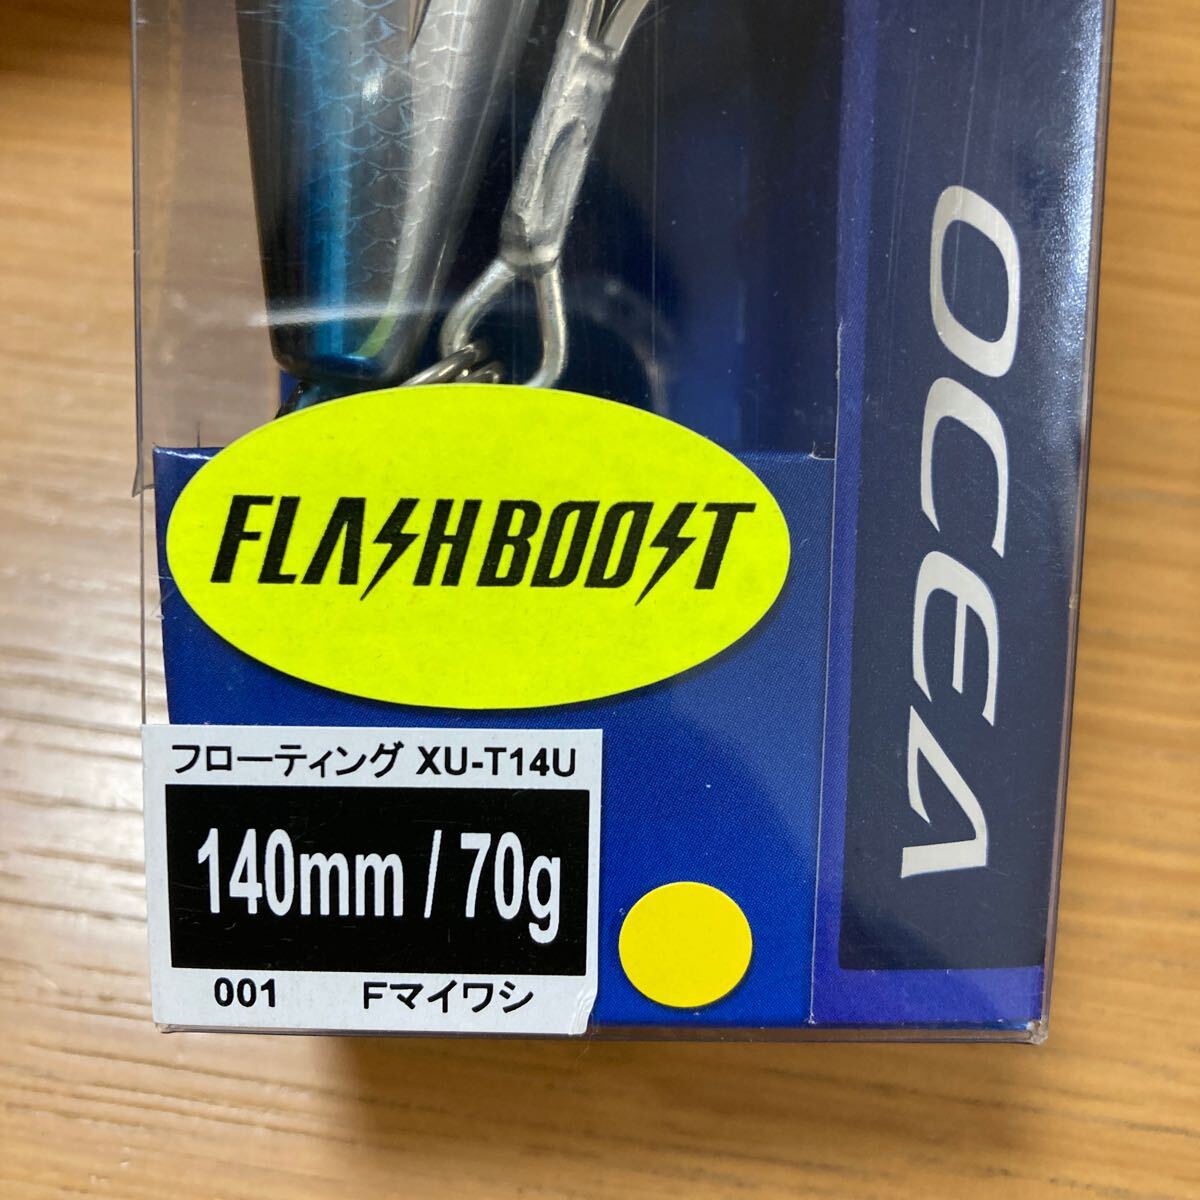 OCEA
FLASHBOOST
フローティング XU-T14U
140mm / 70g
001 Fマイワシ